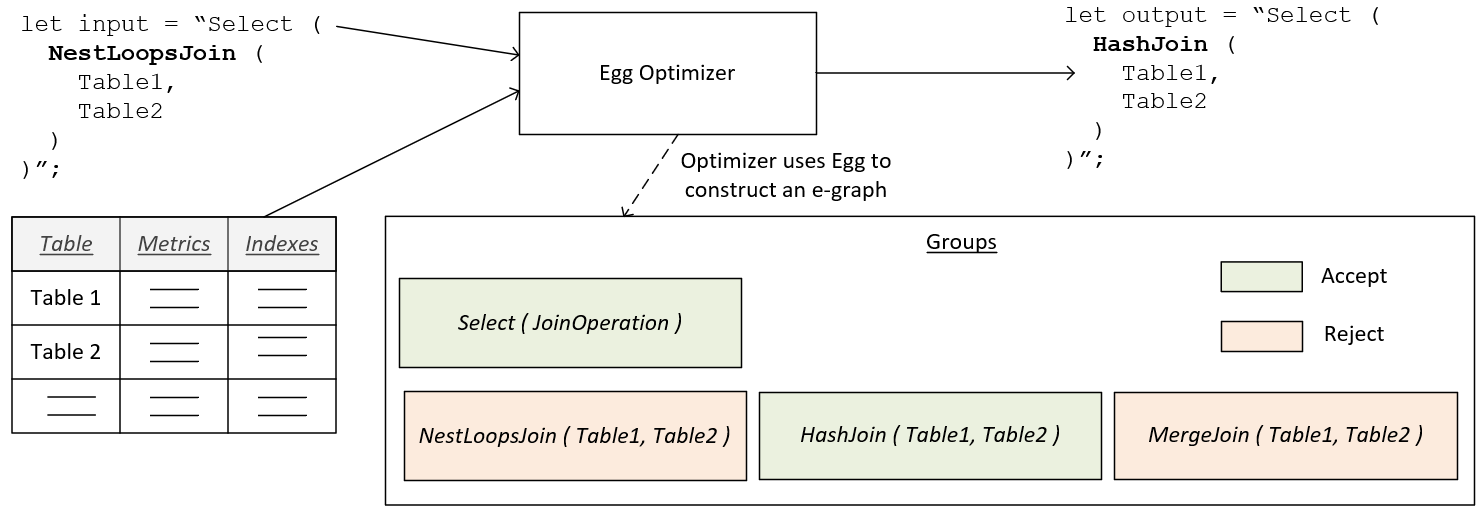 let input = “Select (
NestLoopsJoin (
Table1,
Table2
)
)”;
Egg Optimizer
let output = “Select (
HashJoin (
Table1,
Table2
)
)”;
Optimizer uses Egg to
construct an e-graph
Table Metrics Indexes
Table 1
Table 2
Groups
Accept
Reject
Select ( JoinOperation )
NestLoopsJoin ( Table1, Table2 )
HashJoin ( Table1, Table2 )
MergeJoin ( Table1, Table2 )